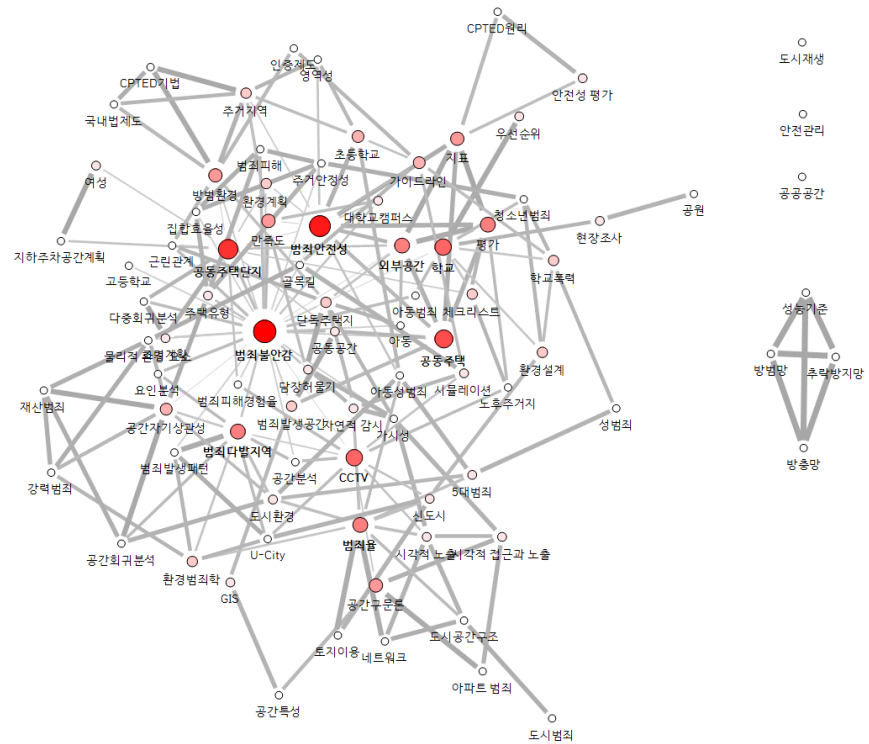 CPTED원리
도시재생
인증제도
영역성
CPTED기법
안전성 평가
주거지역
국내법제도
우선순위
안전관리
초등학교
지표
범죄피해
주거안정성
가이드라인
여성
방범환경
환경계획
공공공간
대학교캠퍼스
청소년범죄
공원
집합효율성
만족도
범죄안전성
평가
현장조사
지하주차공간계획
근린관계
공동주택단지
외부공간
학교
고등학교
골목길
학교폭력
다중회귀분석
주택유형
단독주택지
아동범죄
체크리스트
성능기준
아동
물리적 환경 요소
범죄불안감
공동공간
공동주택
환경설계
방범망
추락방지망
요인분석
담장허물기
아동성범죄
시뮬레이션
재산범죄
범죄피해경험율
노후주거지
공간자기상관성
범죄발생공간
자연적 감시
가시성
성범죄
범죄다발지역
방충망
범죄발생패턴
공간분석
CCTV
강력범죄
5대범죄
도시환경
신도시
공간회귀분석
U-City
범죄율
시각적 노출
시각적 접근과 노출
환경범죄학
GIS
공간구문론
도시공간구조
토지이용
네트워크
아파트 범죄
공간특성
도시범죄